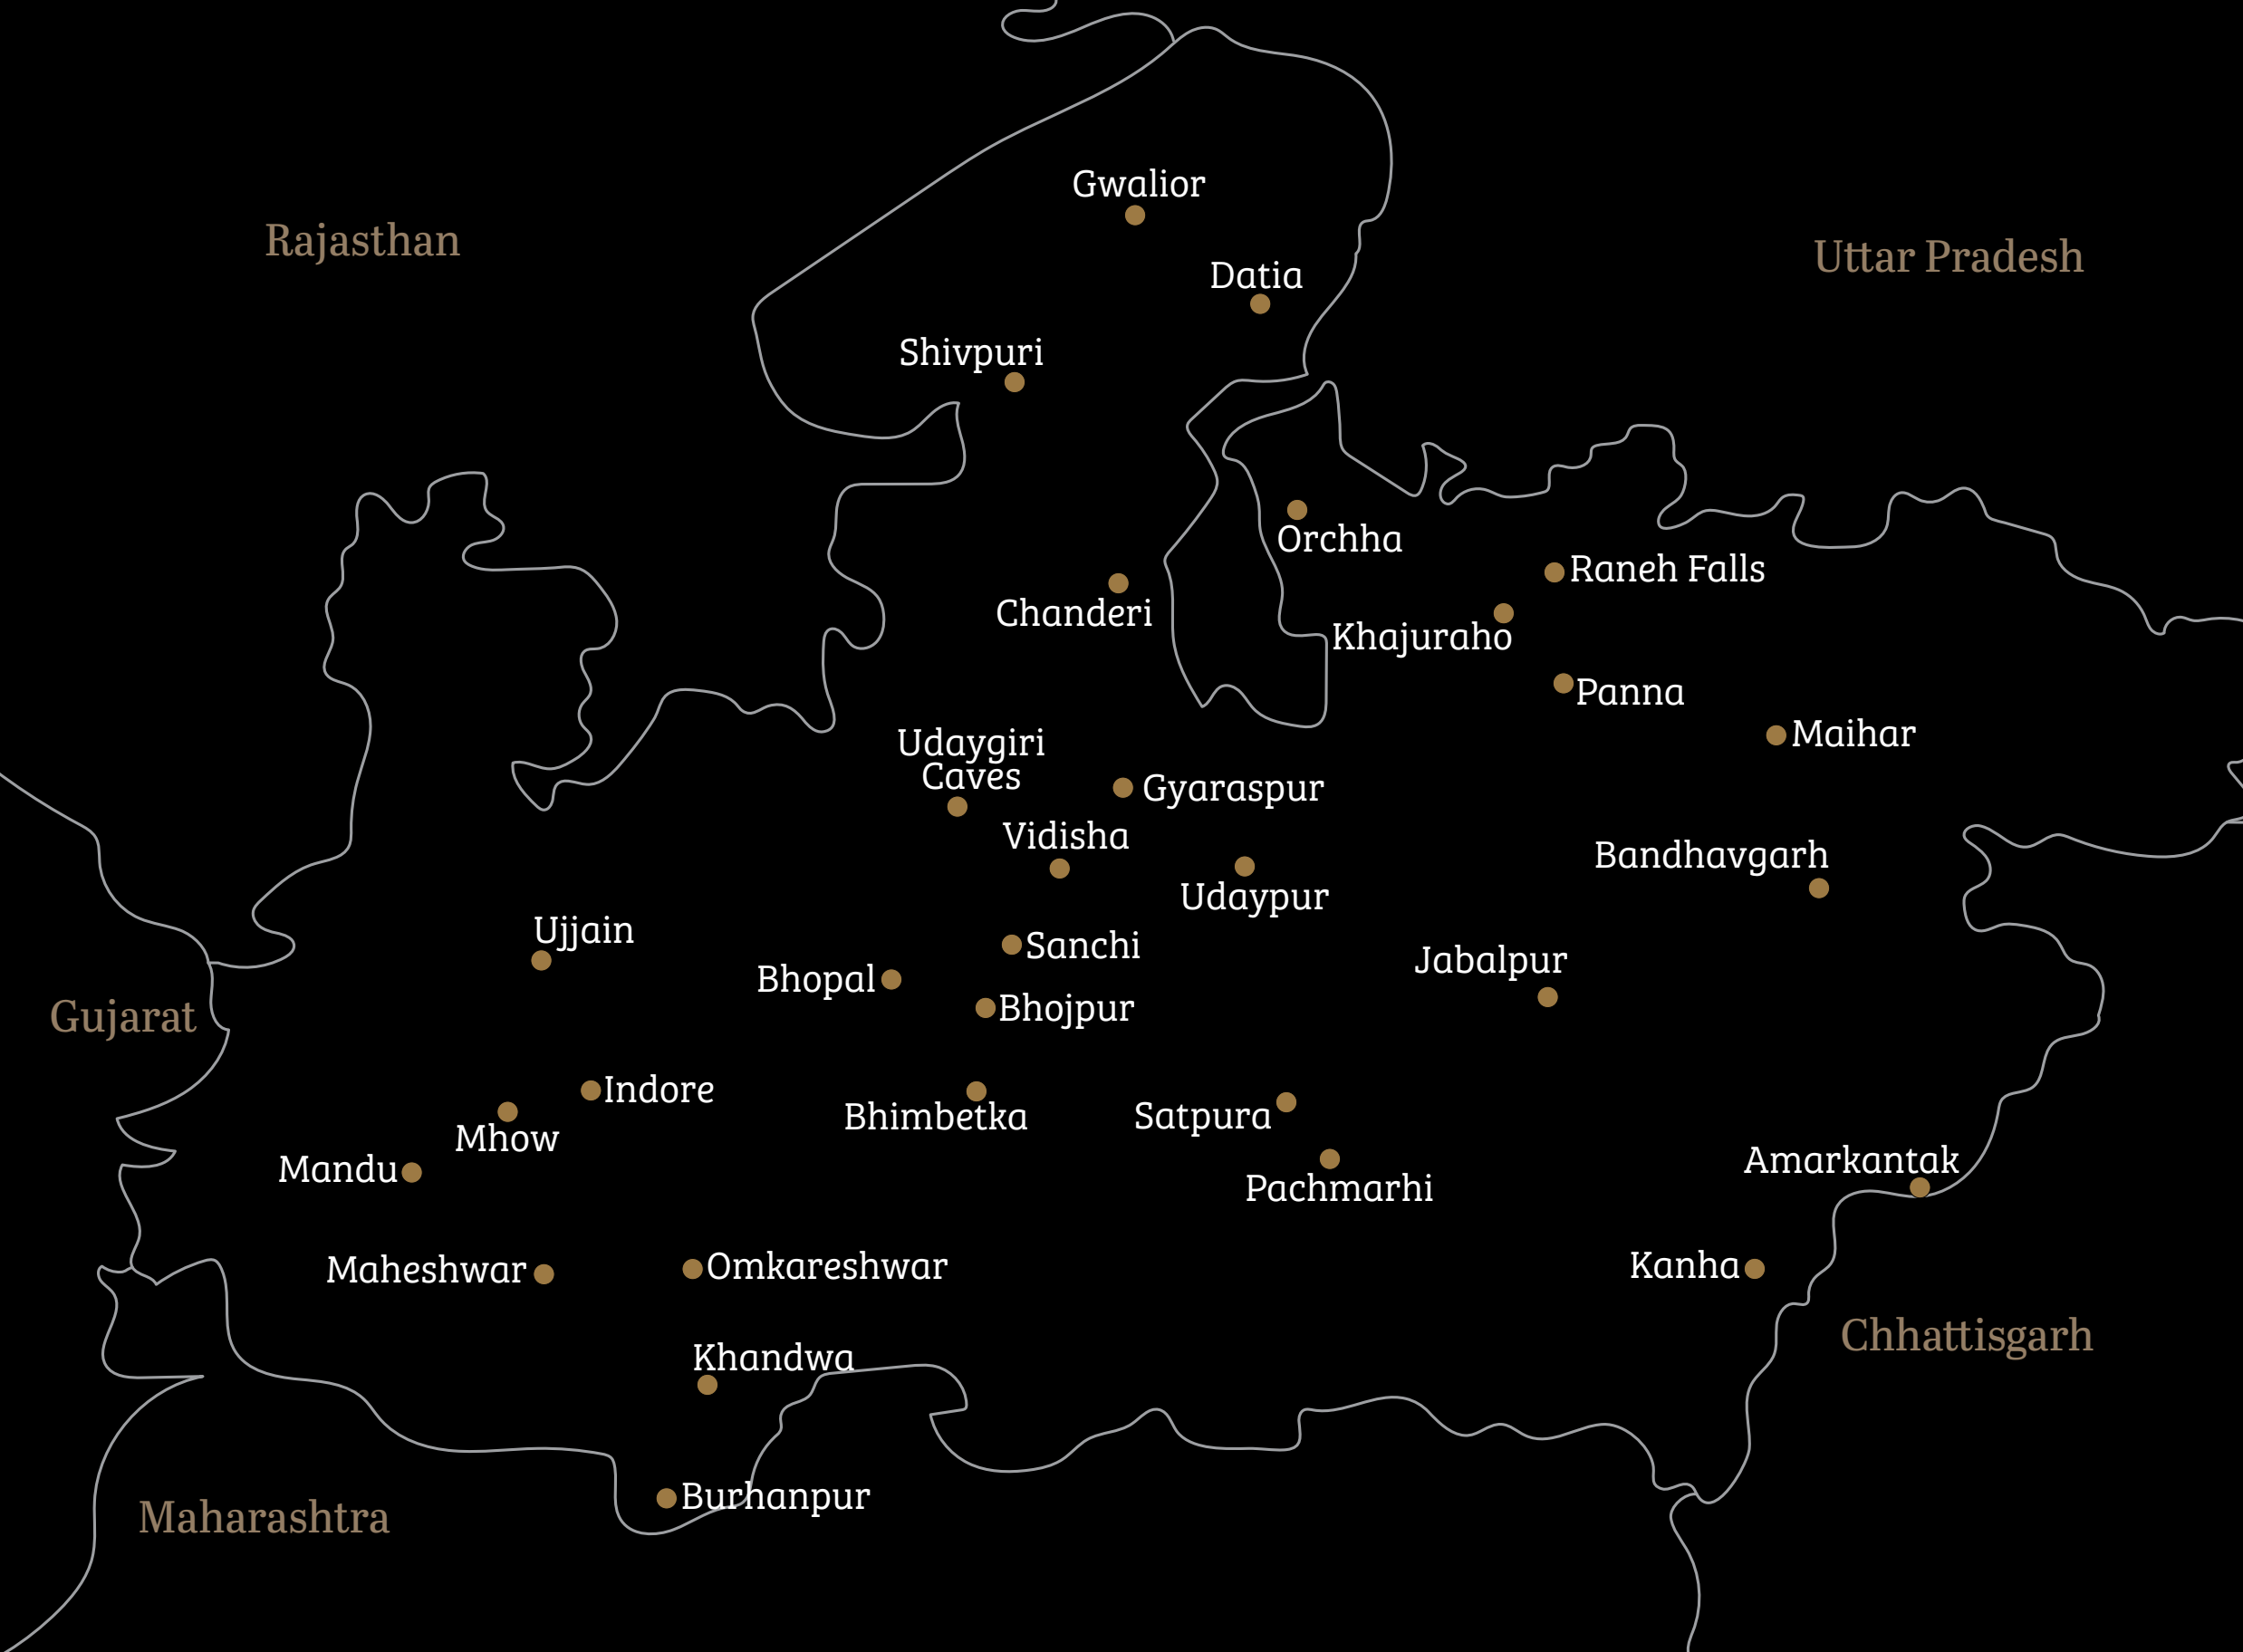 Gwalior
Rajasthan
Uttar Pradesh
Datia
Shivpuri
Orchha
Raneh Falls
Chanderi
Khajuraho
Panna
Maihar
Udaygiri
Caves
Gyaraspur
Vidisha
Bandhavgarh
Udaypur
Ujjain
Sanchi
Jabalpur
Bhopal
Bhojpur
Gujarat
Indore
Bhimbetka
Satpura
Mhow
Mandu
Amarkantak
Pachmarhi
Maheshwar
Omkareshwar
Kanha
Chhattisgarh
Khandwa
Burhanpur
Maharashtra